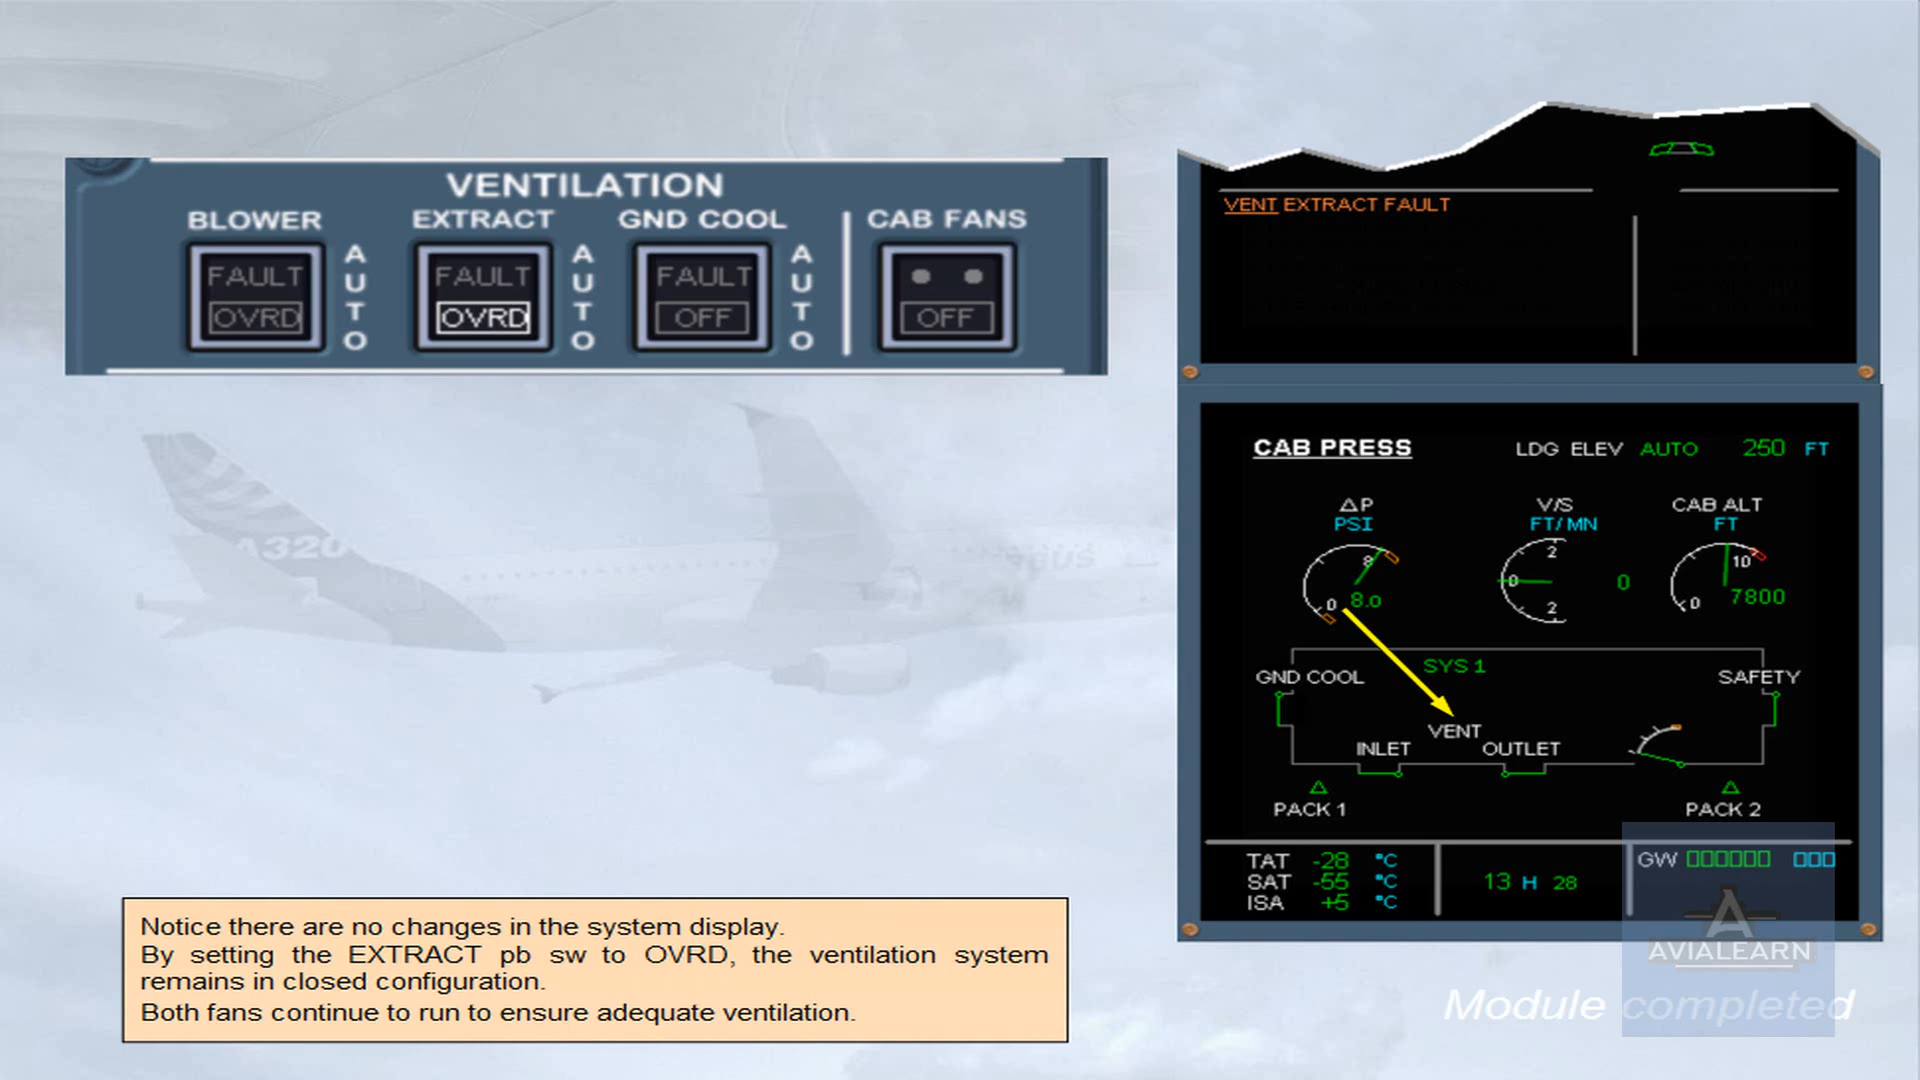 VENTILATION
BLOWER EXTRACT GND COOL CAB FANS
FAULT FAULT FAULT
OVRD OVRD OFF OFF
AUTO AUTO AUTO
A320
VENT EXTRACT FAULT
CAB PRESS LDG ELEV AUTO 250 FT
ΔP V/S CAB ALT
PSI FT/MN FT
8 2 10
0 0
0 8.0 2 0 7800
SYS 1
GND COOL SAFETY
VENT
INLET OUTLET
PACK 1 PACK 2
TAT -28 °C GW
SAT -55 °C 13 H 28
ISA +5 °C
AVIALEARN
Module completed
Notice there are no changes in the system display.
By setting the EXTRACT pb sw to OVRD, the ventilation system
remains in closed configuration.
Both fans continue to run to ensure adequate ventilation.